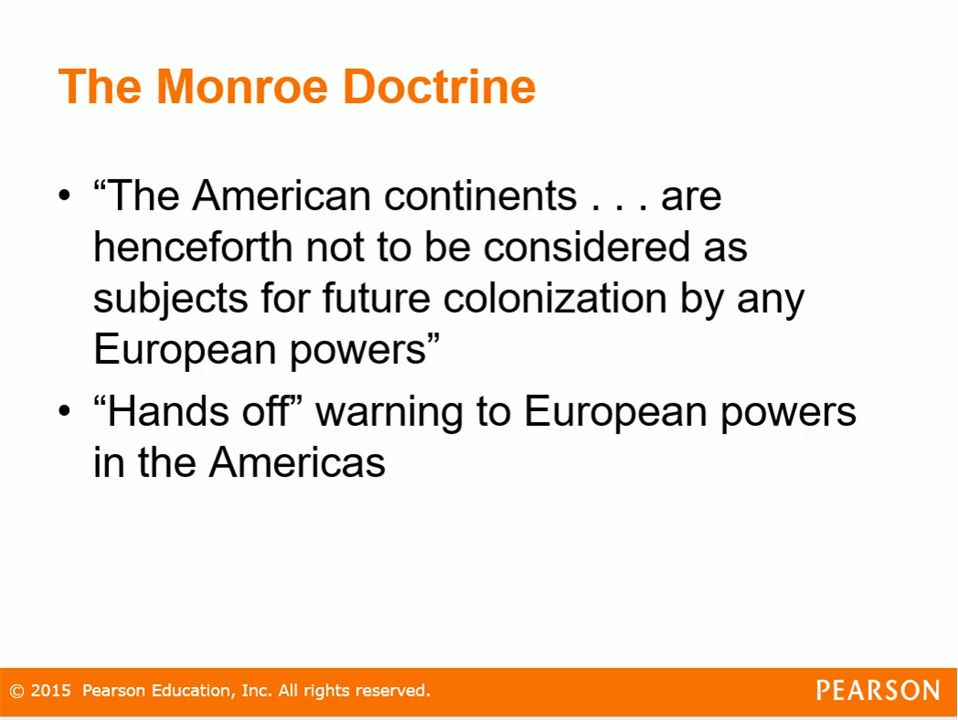 The Monroe Doctrine
• “The American continents . . . are
henceforth not to be considered as
subjects for future colonization by any
European powers”
• “Hands off” warning to European powers
in the Americas
© 2015 Pearson Education, Inc. All rights reserved.
PEARSON